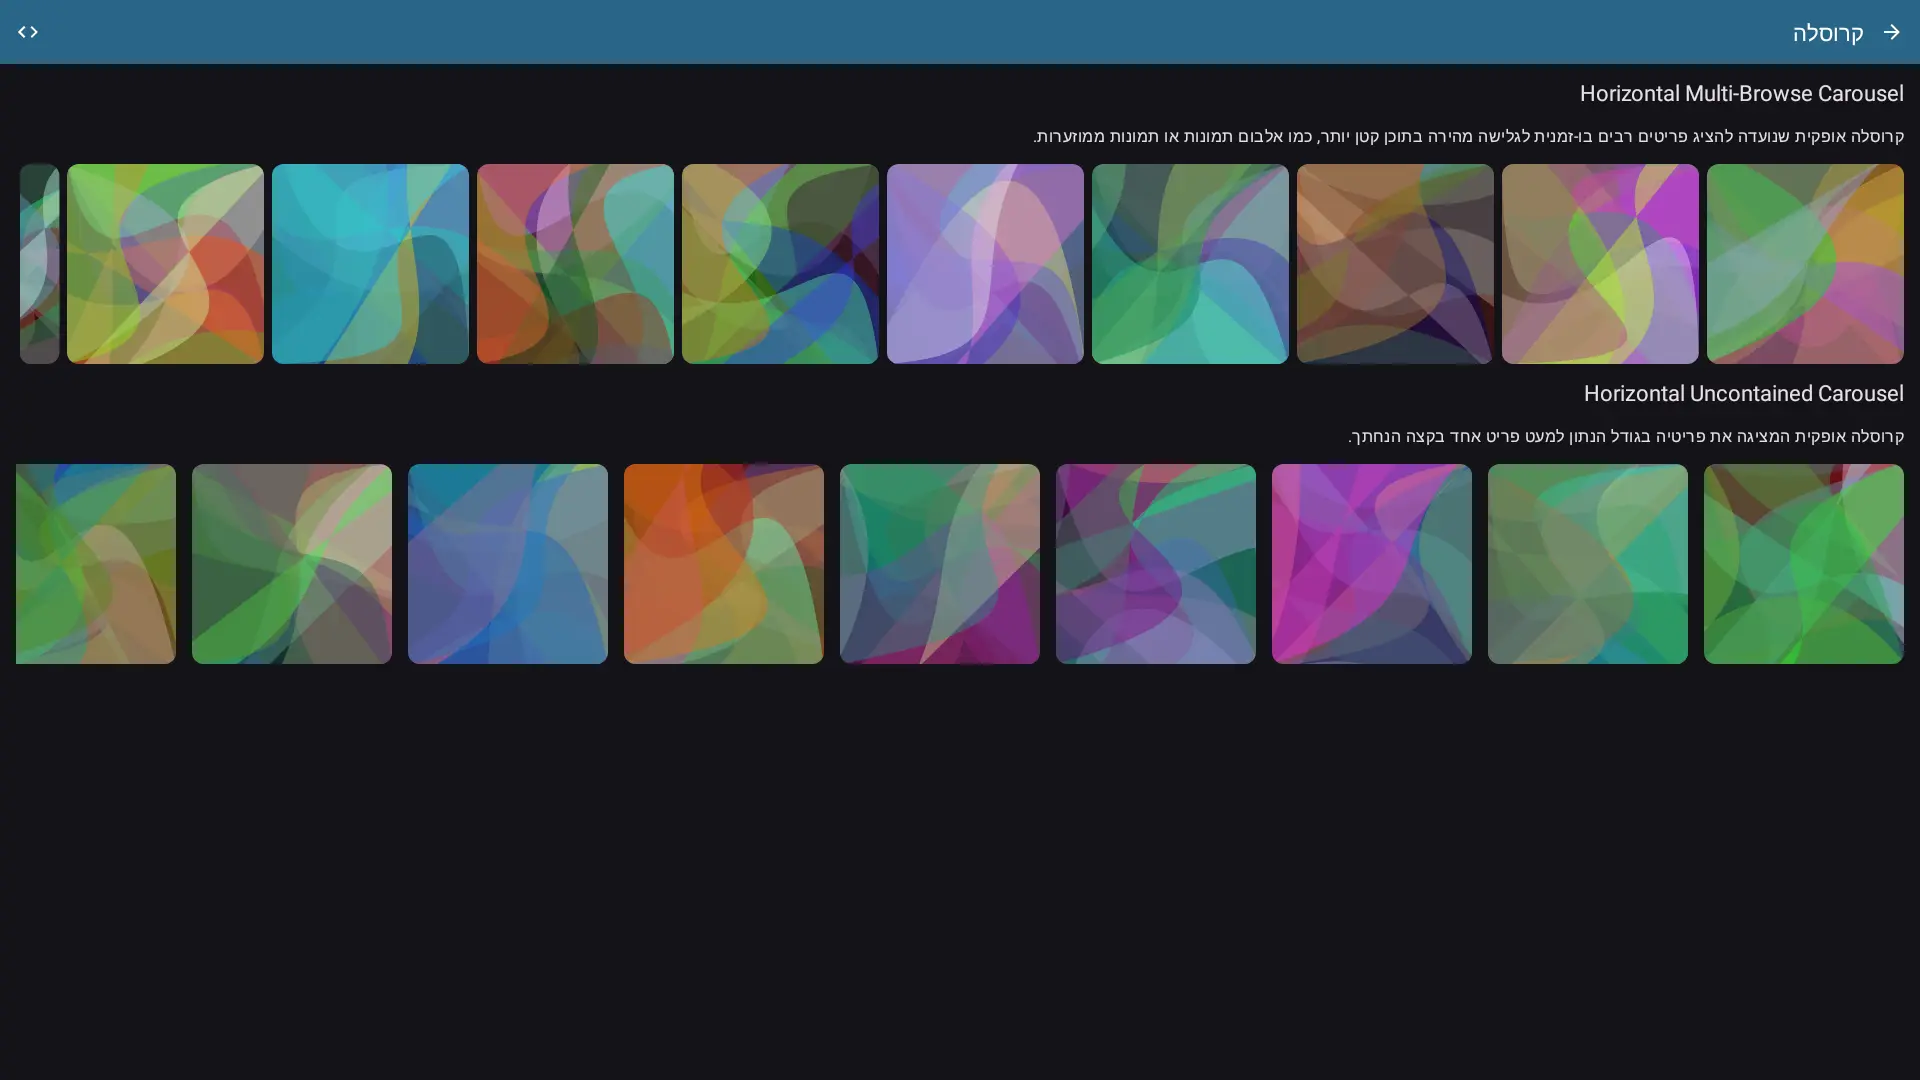 קרוסלה
Horizontal Multi-Browse Carousel
קרוסלה אופקית שנועדה להציג פריטים רבים בו-זמנית לגלישה מהירה בתוכן קטן יותר, כמו אלבום תמונות או תמונות ממוזערות.
Horizontal Uncontained Carousel
קרוסלה אופקית המציגה את פריטיה בגודל הנתון למעט פריט אחד בקצה הנחתך.